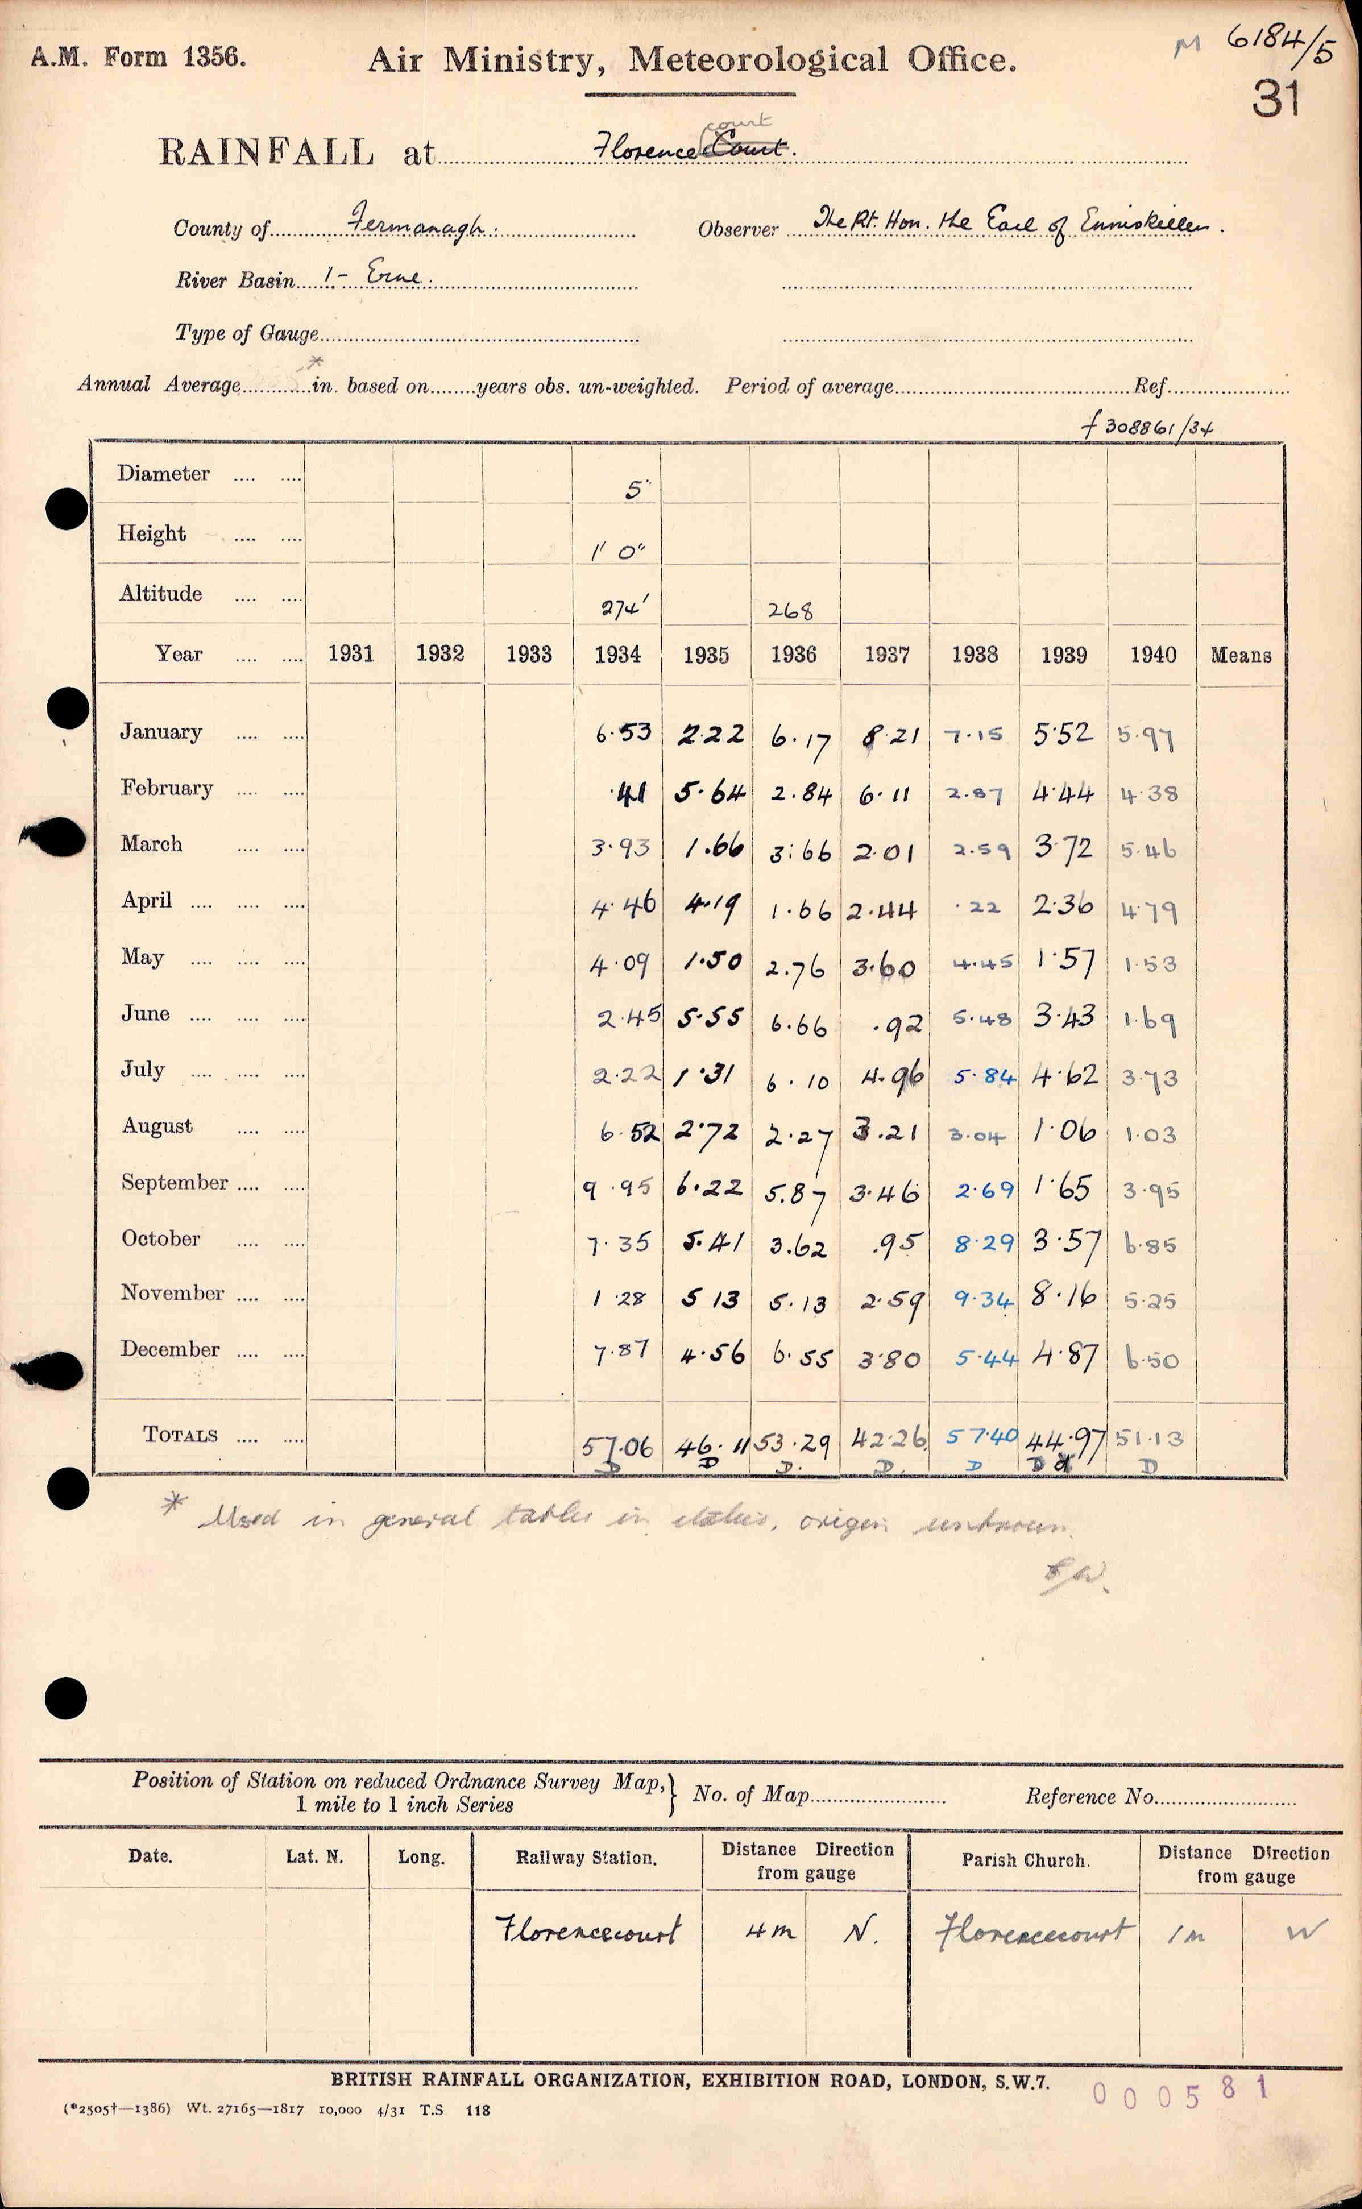 A.M. Form 1356. Air Ministry, Meteorological Office. M 6184/5
31
RAINFALL at Florence Court. court
County of Fermanagh. Observer The Rt. Hon. the Earl of Enniskillen.
River Basin 1- Erne.
Type of Gauge
Annual Average * in. based on years obs. un-weighted. Period of average Ref.
f 308861/34
Diameter 5"
Height 1' 0"
Altitude 274' 268
Year 1931 1932 1933 1934 1935 1936 1937 1938 1939 1940 Means
January 6.53 2.22 6.17 8.21 7.15 5.52 5.97
February .41 5.64 2.84 6.11 2.87 4.44 4.38
March 3.93 1.66 3.66 2.01 2.59 3.72 5.46
April 4.46 4.19 1.66 2.44 .22 2.36 4.79
May 4.09 1.50 2.76 3.60 4.45 1.57 1.53
June 2.45 5.55 6.66 .92 5.48 3.43 1.69
July 2.22 1.31 6.10 4.96 5.84 4.62 3.73
August 6.52 2.72 2.27 3.21 3.04 1.06 1.03
September 9.95 6.22 5.87 3.46 2.69 1.65 3.95
October 7.35 5.41 3.62 .95 8.29 3.57 6.85
November 1.28 5 13 5.13 2.59 9.34 8.16 5.25
December 7.87 4.56 6.55 3.80 5.44 4.87 6.50
TOTALS 57.06 46.11 53.29 42.26 57.40 44.97 51.13
D D D. D. D D d D
* Used in general tables in italics, origin unknown.
Position of Station on reduced Ordnance Survey Map, } No. of Map Reference No.
1 mile to 1 inch Series
Date. Lat. N. Long. Railway Station. Distance Direction from gauge Parish Church. Distance Direction from gauge
Florencecourt 4m N. Florencecourt 1m W
BRITISH RAINFALL ORGANIZATION, EXHIBITION ROAD, LONDON, S.W.7.
000581
(*2505†—1386) Wt. 27165—1817 10,000 4/31 T.S 118